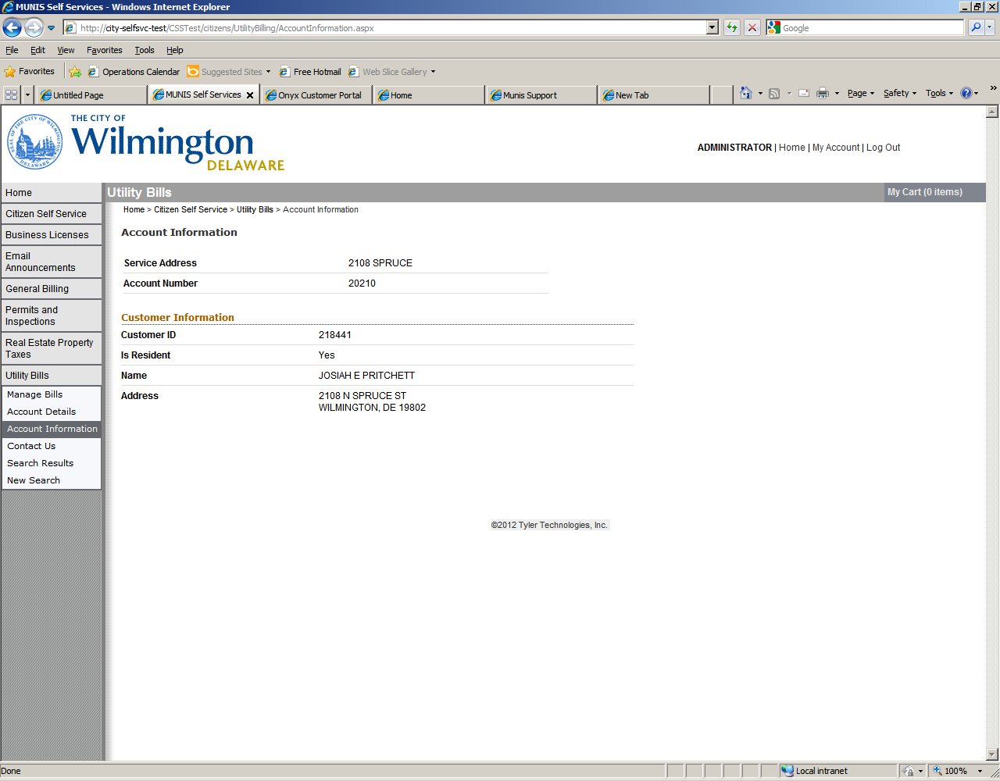 MUNIS Self Services - Windows Internet Explorer
http://city-selfsvc-test/CSSTest/citizens/UtilityBilling/AccountInformation.aspx
Google
File Edit View Favorites Tools Help
Favorites Operations Calendar Suggested Sites Free Hotmail Web Slice Gallery
Untitled Page MUNIS Self Services Onyx Customer Portal Home Munis Support New Tab Page Safety Tools
THE CITY OF
Wilmington
DELAWARE
ADMINISTRATOR | Home | My Account | Log Out
Utility Bills
My Cart (0 items)
Home
Citizen Self Service
Business Licenses
Email
Announcements
General Billing
Permits and
Inspections
Real Estate Property
Taxes
Utility Bills
Manage Bills
Account Details
Account Information
Contact Us
Search Results
New Search
Home > Citizen Self Service > Utility Bills > Account Information
Account Information
Service Address 2108 SPRUCE
Account Number 20210
Customer Information
Customer ID 218441
Is Resident Yes
Name JOSIAH E PRITCHETT
Address 2108 N SPRUCE ST
WILMINGTON, DE 19802
©2012 Tyler Technologies, Inc.
Done
Local intranet
100%